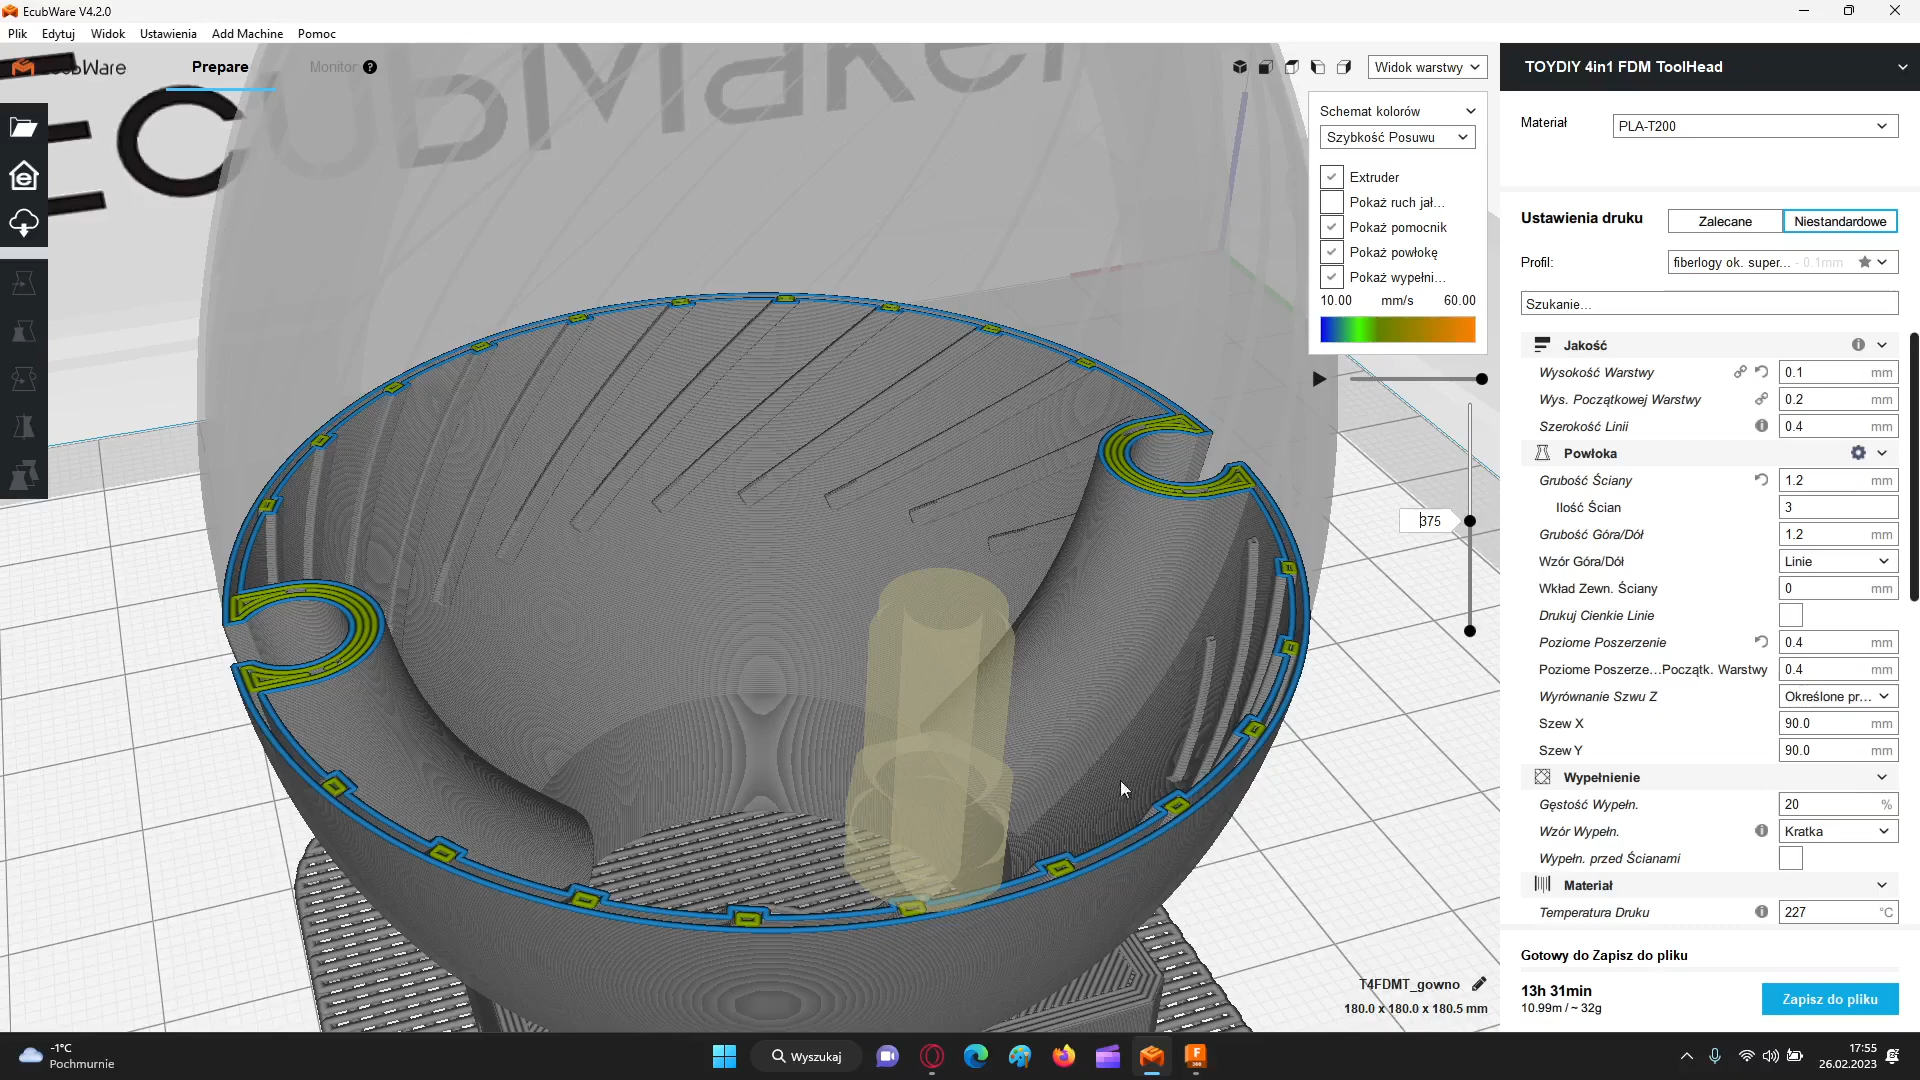 EcubWare V4.2.0
Plik Edytuj Widok Ustawienia Add Machine Pomoc
Prepare
Monitor ?
ECUBMaker
Widok warstwy
Schemat kolorów
Szybkość Posuwu
Extruder
Pokaż ruch jał...
Pokaż pomocnik
Pokaż powłokę
Pokaż wypełni...
10.00 mm/s 60.00
375
T4FDMT_gowno
180.0 x 180.0 x 180.5 mm
TOYDIY 4in1 FDM ToolHead
Materiał PLA-T200
Ustawienia druku Zalecane Niestandardowe
Profil: fiberlogy ok. super... - 0.1mm
Szukanie...
Jakość
Wysokość Warstwy 0.1 mm
Wys. Początkowej Warstwy 0.2 mm
Szerokość Linii 0.4 mm
Powłoka
Grubość Ściany 1.2 mm
Ilość Ścian 3
Grubość Góra/Dół 1.2 mm
Wzór Góra/Dół Linie
Wkład Zewn. Ściany 0 mm
Drukuj Cienkie Linie
Poziome Poszerzenie 0.4 mm
Poziome Poszerze...Początk. Warstwy 0.4 mm
Wyrównanie Szwu Z Określone pr...
Szew X 90.0 mm
Szew Y 90.0 mm
Wypełnienie
Gęstość Wypełn. 20 %
Wzór Wypełn. Kratka
Wypełn. przed Ścianami
Materiał
Temperatura Druku 227 °C
Gotowy do Zapisz do pliku
13h 31min
10.99m / ~ 32g
Zapisz do pliku
-1°C
Pochmurnie
Wyszukaj
17:55
26.02.2023